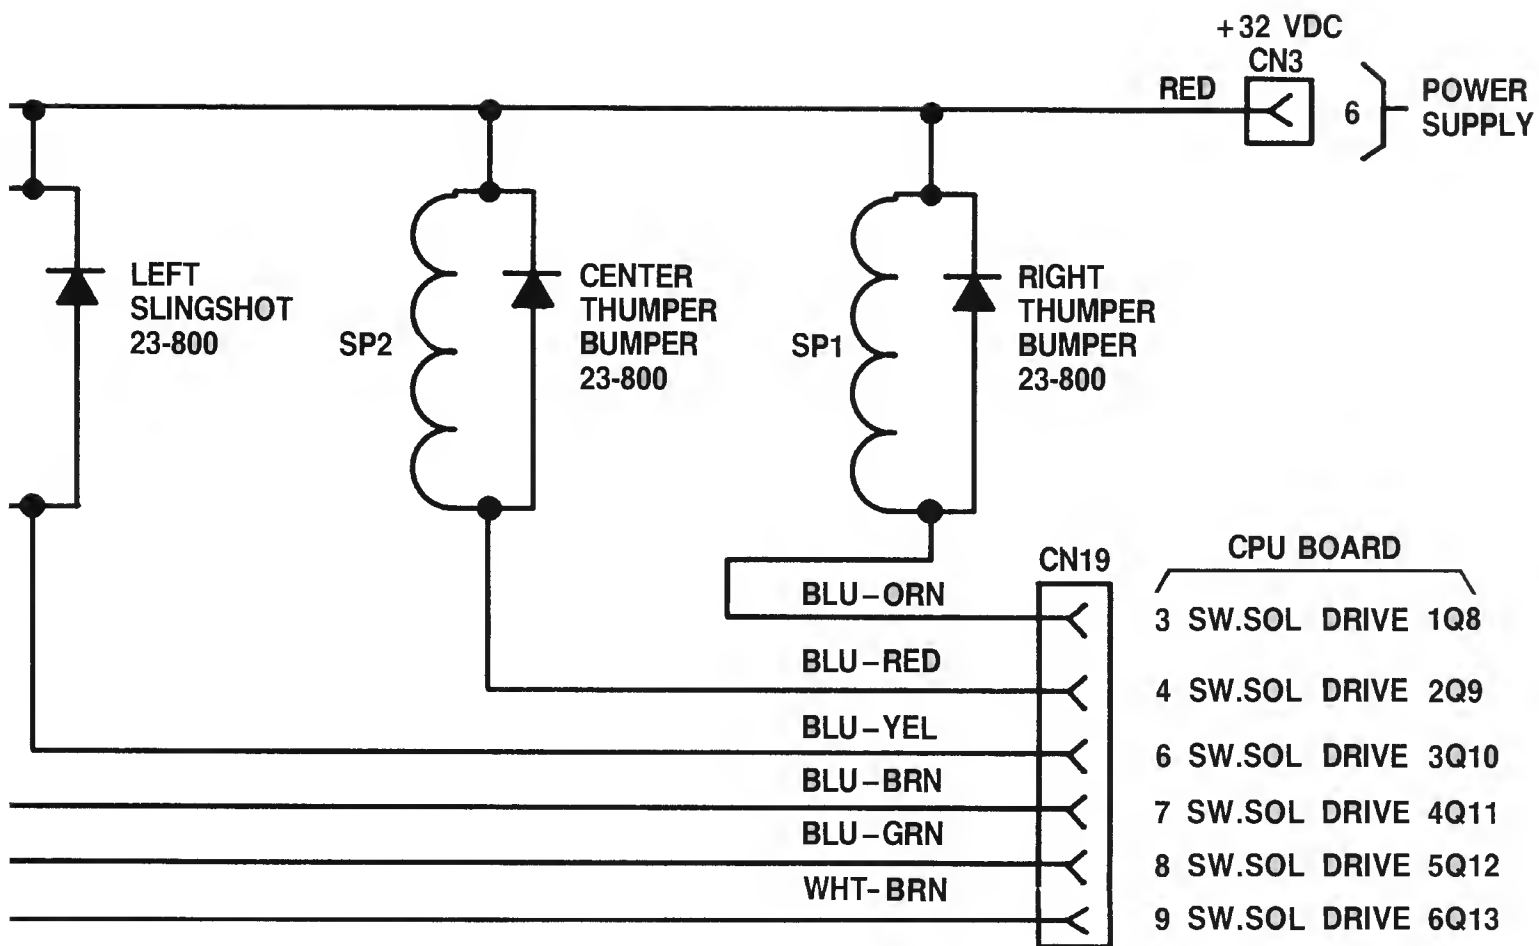 +32 VDC
CN3
RED
6
POWER
SUPPLY
LEFT
SLINGSHOT
23-800
SP2
CENTER
THUMPER
BUMPER
23-800
SP1
RIGHT
THUMPER
BUMPER
23-800
CN19
CPU BOARD
BLU-ORN
3 SW.SOL DRIVE 1Q8
BLU-RED
4 SW.SOL DRIVE 2Q9
BLU-YEL
6 SW.SOL DRIVE 3Q10
BLU-BRN
7 SW.SOL DRIVE 4Q11
BLU-GRN
8 SW.SOL DRIVE 5Q12
WHT-BRN
9 SW.SOL DRIVE 6Q13